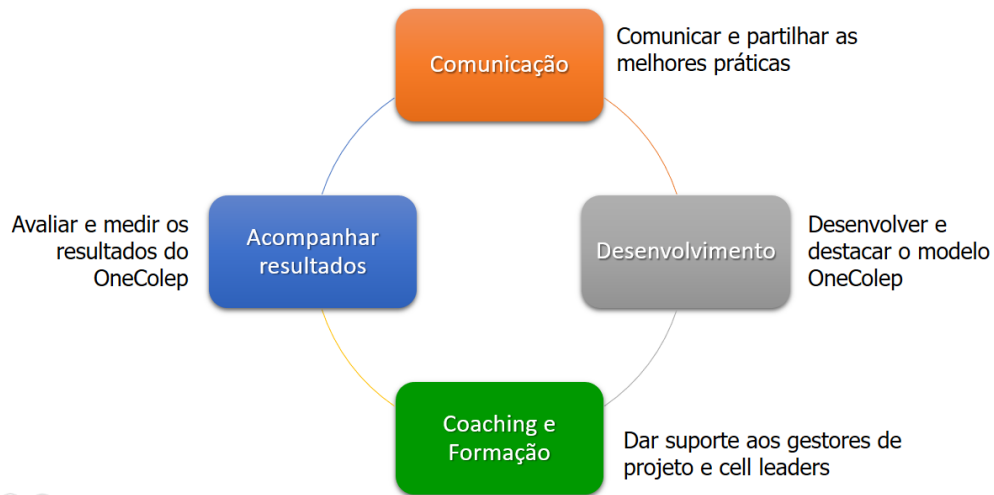 Comunicação
Comunicar e partilhar as
melhores práticas
Avaliar e medir os
resultados do
OneColep
Acompanhar
resultados
Desenvolvimento
Desenvolver e
destacar o modelo
OneColep
Coaching e
Formação
Dar suporte aos gestores de
projeto e cell leaders